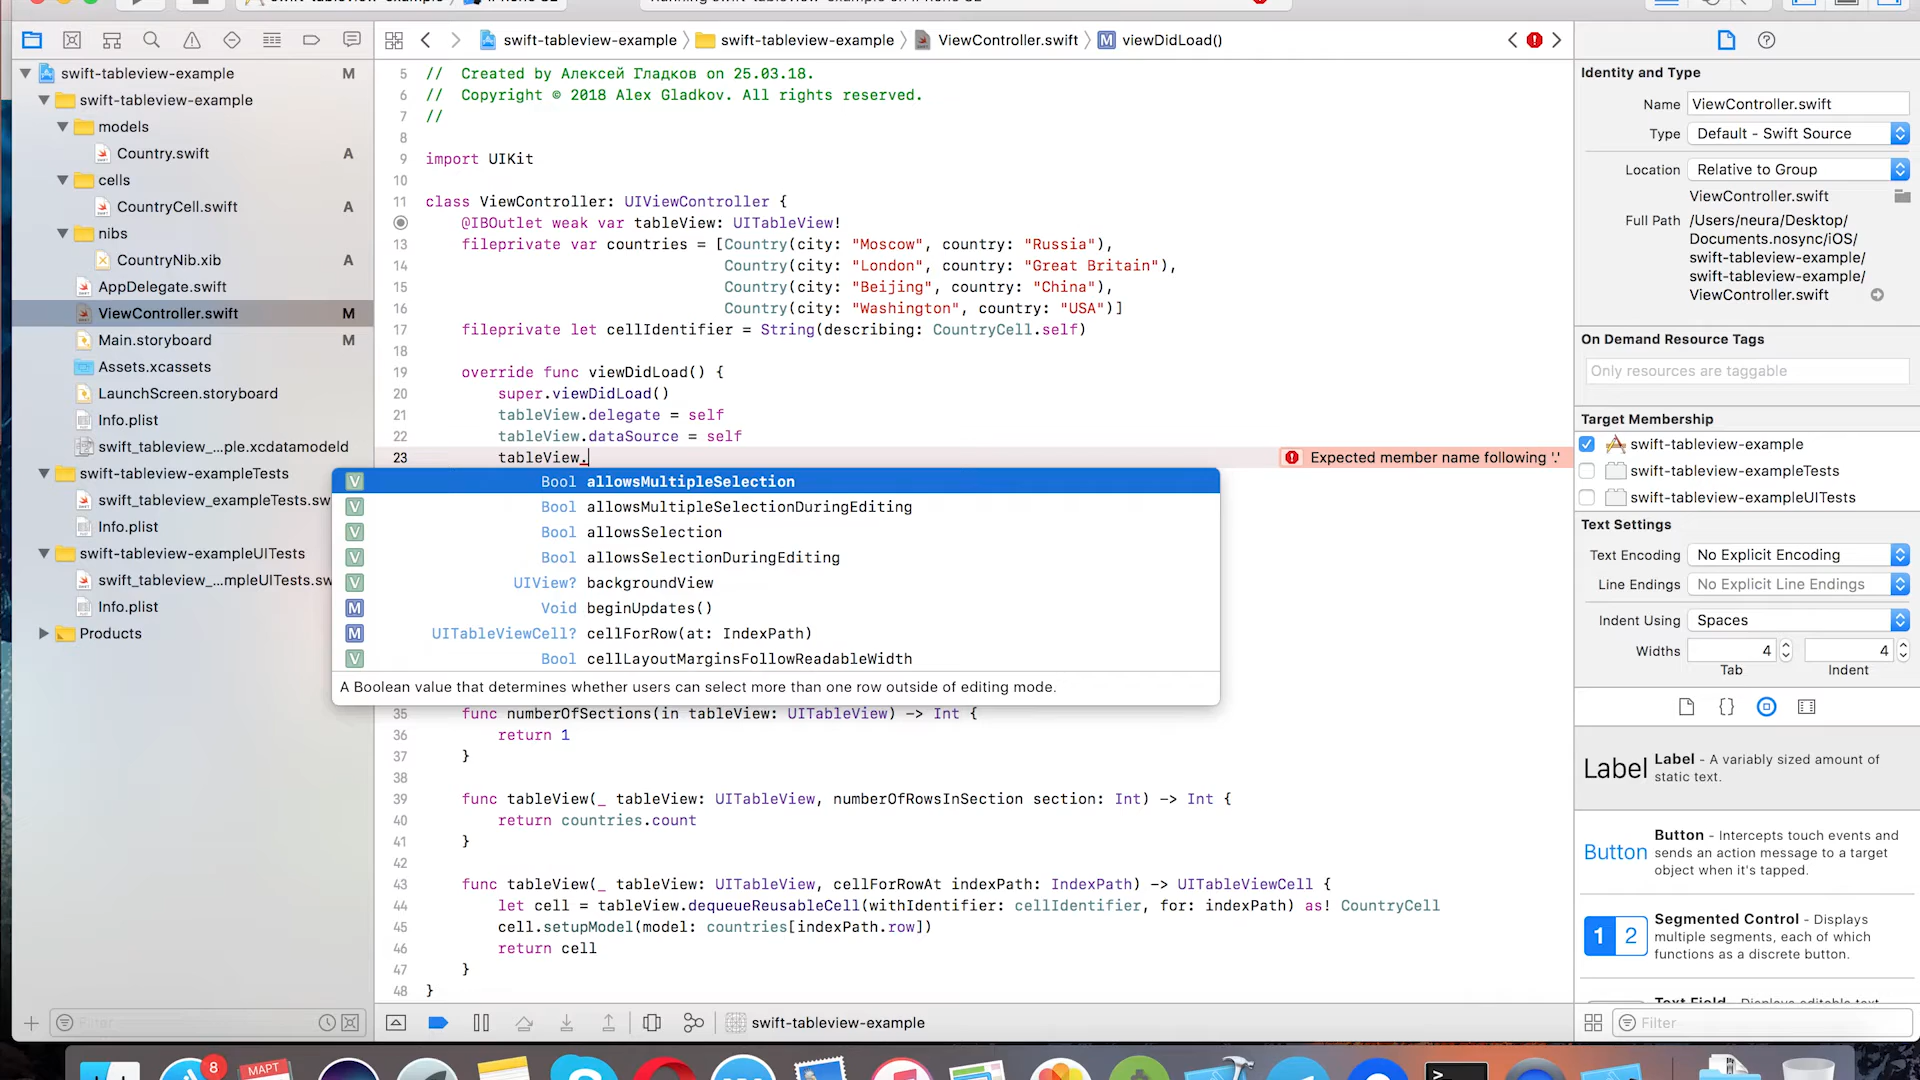 swift-tableview-example 〉 swift-tableview-example 〉 ViewController.swift 〉 M viewDidLoad()
swift-tableview-example M
swift-tableview-example
models
Country.swift A
cells
CountryCell.swift A
nibs
CountryNib.xib A
AppDelegate.swift
ViewController.swift M
Main.storyboard M
Assets.xcassets
LaunchScreen.storyboard
Info.plist
swift_tableview_...ple.xcdatamodeld
swift-tableview-exampleTests
swift_tableview_exampleTests.sw
Info.plist
swift-tableview-exampleUITests
swift_tableview_...mpleUITests.sw
Info.plist
Products
Filter
5 // Created by Алексей Гладков on 25.03.18.
6 // Copyright © 2018 Alex Gladkov. All rights reserved.
7 //
8
9 import UIKit
10
11 class ViewController: UIViewController {
@IBOutlet weak var tableView: UITableView!
13 fileprivate var countries = [Country(city: "Moscow", country: "Russia"),
14 Country(city: "London", country: "Great Britain"),
15 Country(city: "Beijing", country: "China"),
16 Country(city: "Washington", country: "USA")]
17 fileprivate let cellIdentifier = String(describing: CountryCell.self)
18
19 override func viewDidLoad() {
20 super.viewDidLoad()
21 tableView.delegate = self
22 tableView.dataSource = self
23 tableView.
Expected member name following '.'
V Bool allowsMultipleSelection
V Bool allowsMultipleSelectionDuringEditing
V Bool allowsSelection
V Bool allowsSelectionDuringEditing
V UIView? backgroundView
M Void beginUpdates()
M UITableViewCell? cellForRow(at: IndexPath)
V Bool cellLayoutMarginsFollowReadableWidth
A Boolean value that determines whether users can select more than one row outside of editing mode.
35 func numberOfSections(in tableView: UITableView) -> Int {
36 return 1
37 }
38
39 func tableView(_ tableView: UITableView, numberOfRowsInSection section: Int) -> Int {
40 return countries.count
41 }
42
43 func tableView(_ tableView: UITableView, cellForRowAt indexPath: IndexPath) -> UITableViewCell {
44 let cell = tableView.dequeueReusableCell(withIdentifier: cellIdentifier, for: indexPath) as! CountryCell
45 cell.setupModel(model: countries[indexPath.row])
46 return cell
47 }
48 }
swift-tableview-example
Identity and Type
Name ViewController.swift
Type Default - Swift Source
Location Relative to Group
ViewController.swift
Full Path /Users/neura/Desktop/
Documents.nosync/iOS/
swift-tableview-example/
swift-tableview-example/
ViewController.swift
On Demand Resource Tags
Only resources are taggable
Target Membership
swift-tableview-example
swift-tableview-exampleTests
swift-tableview-exampleUITests
Text Settings
Text Encoding No Explicit Encoding
Line Endings No Explicit Line Endings
Indent Using Spaces
Widths 4 4
Tab Indent
Label Label - A variably sized amount of
static text.
Button Button - Intercepts touch events and
sends an action message to a target
object when it's tapped.
1 2 Segmented Control - Displays
multiple segments, each of which
functions as a discrete button.
Filter
8
МАРТ